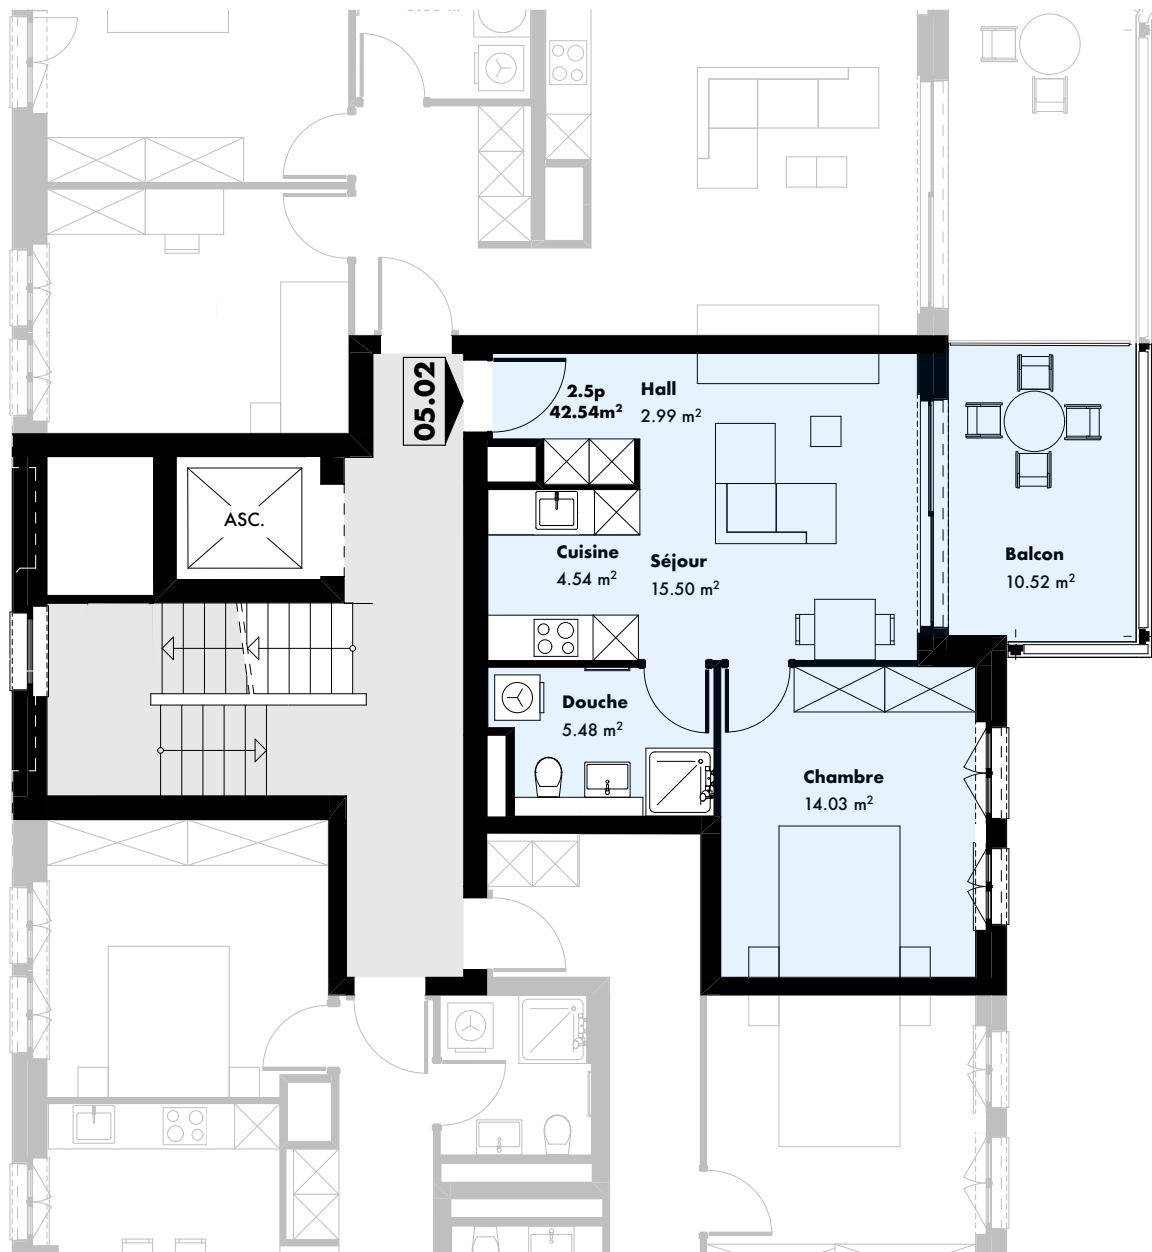 05.02
2.5p
42.54m²
Hall
2.99 m²
ASC.
Cuisine
4.54 m²
Séjour
15.50 m²
Balcon
10.52 m²
Douche
5.48 m²
Chambre
14.03 m²